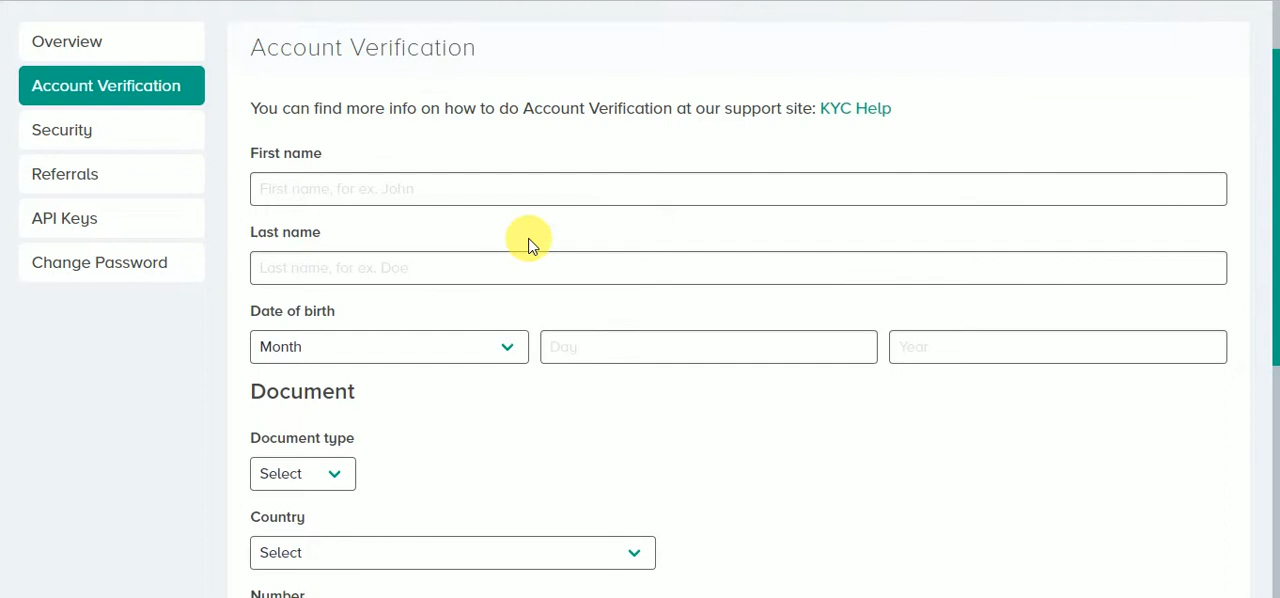 Overview
Account Verification
Security
Referrals
API Keys
Change Password
Account Verification
You can find more info on how to do Account Verification at our support site: KYC Help
First name
First name, for ex. John
Last name
Last name, for ex. Doe
Date of birth
Month Day Year
Document
Document type
Select
Country
Select
Number